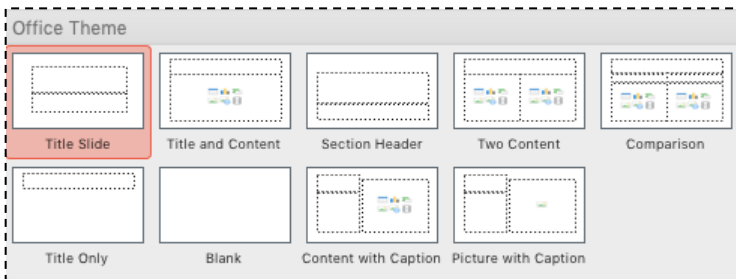 Office Theme
Title Slide
Title and Content
Section Header
Two Content
Comparison
Title Only
Blank
Content with Caption
Picture with Caption